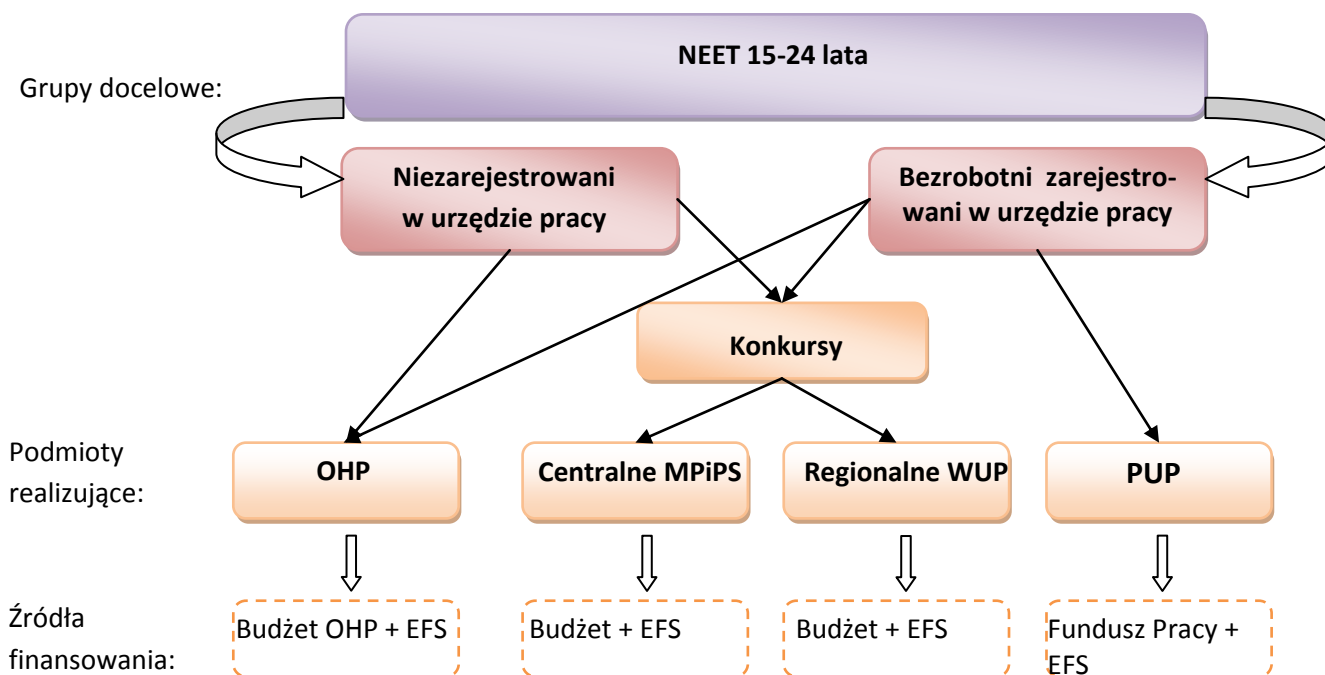 NEET 15-24 lata
Grupy docelowe:
Niezarejestrowani
w urzędzie pracy
Bezrobotni zarejestro-
wani w urzędzie pracy
Konkursy
Podmioty
realizujące:
OHP
Centralne MPiPS
Regionalne WUP
PUP
Źródła
finansowania:
Budżet OHP + EFS
Budżet + EFS
Budżet + EFS
Fundusz Pracy +
EFS